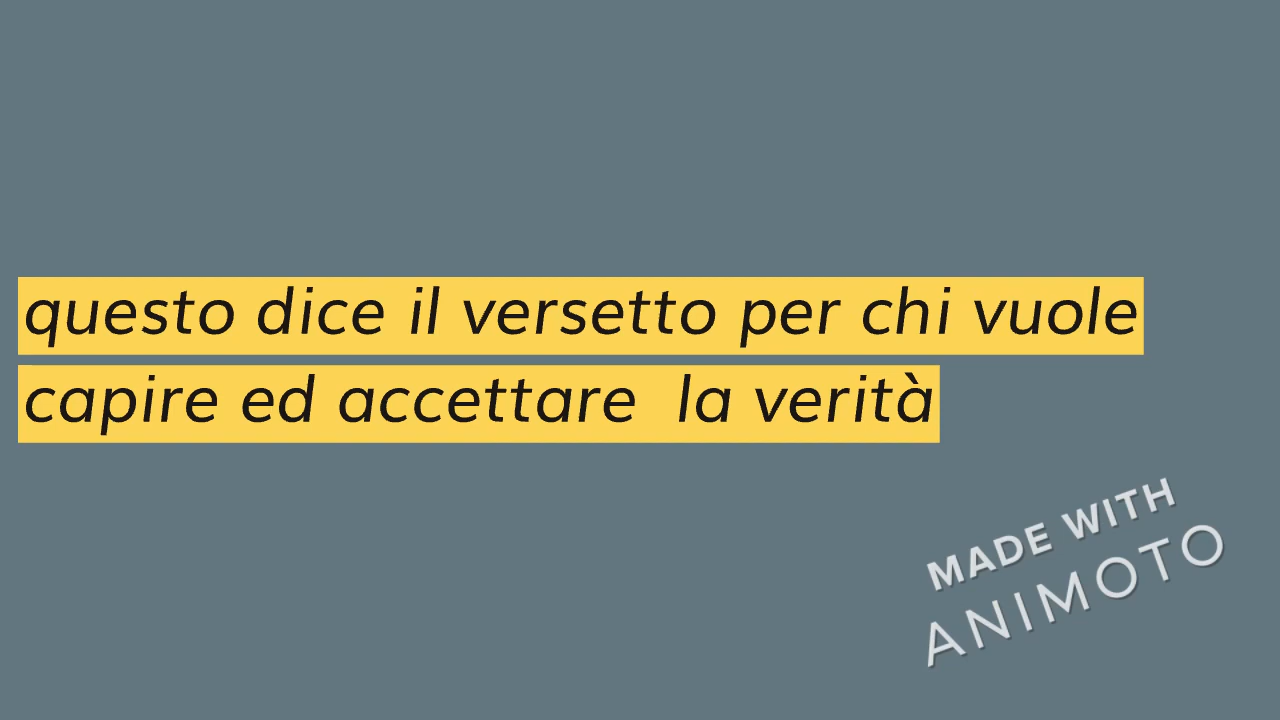 questo dice il versetto per chi vuole
capire ed accettare  la verità
MADE WITH
ANIMOTO